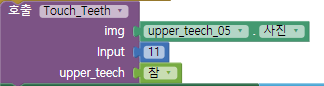 호출 Touch_Teeth
img upper_teech_05 . 사진
Input 11
upper_teech 참